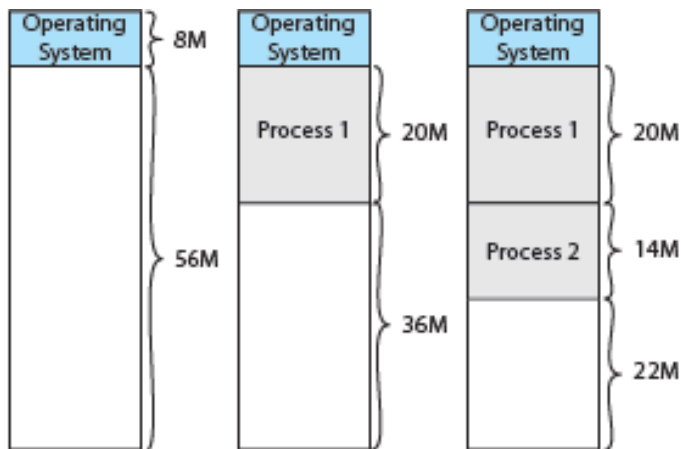 Operating
System
8M
56M
Operating
System
Process 1
20M
36M
Operating
System
Process 1
20M
Process 2
14M
22M